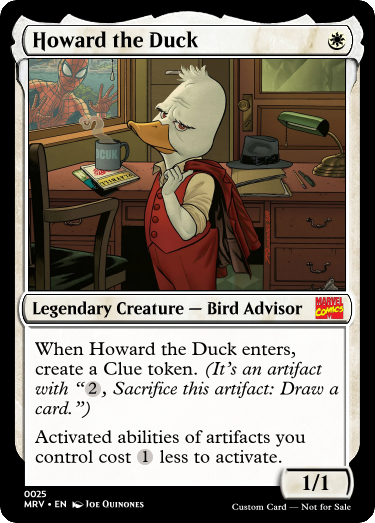 Howard the Duck
OCUK
Legendary Creature — Bird Advisor
MARVEL
COMICS
When Howard the Duck enters,
create a Clue token. (It's an artifact
with “2, Sacrifice this artifact: Draw a
card.”)
Activated abilities of artifacts you
control cost 1 less to activate.
1/1
0025
MRV • EN Joe Quinones
Custom Card — Not for Sale